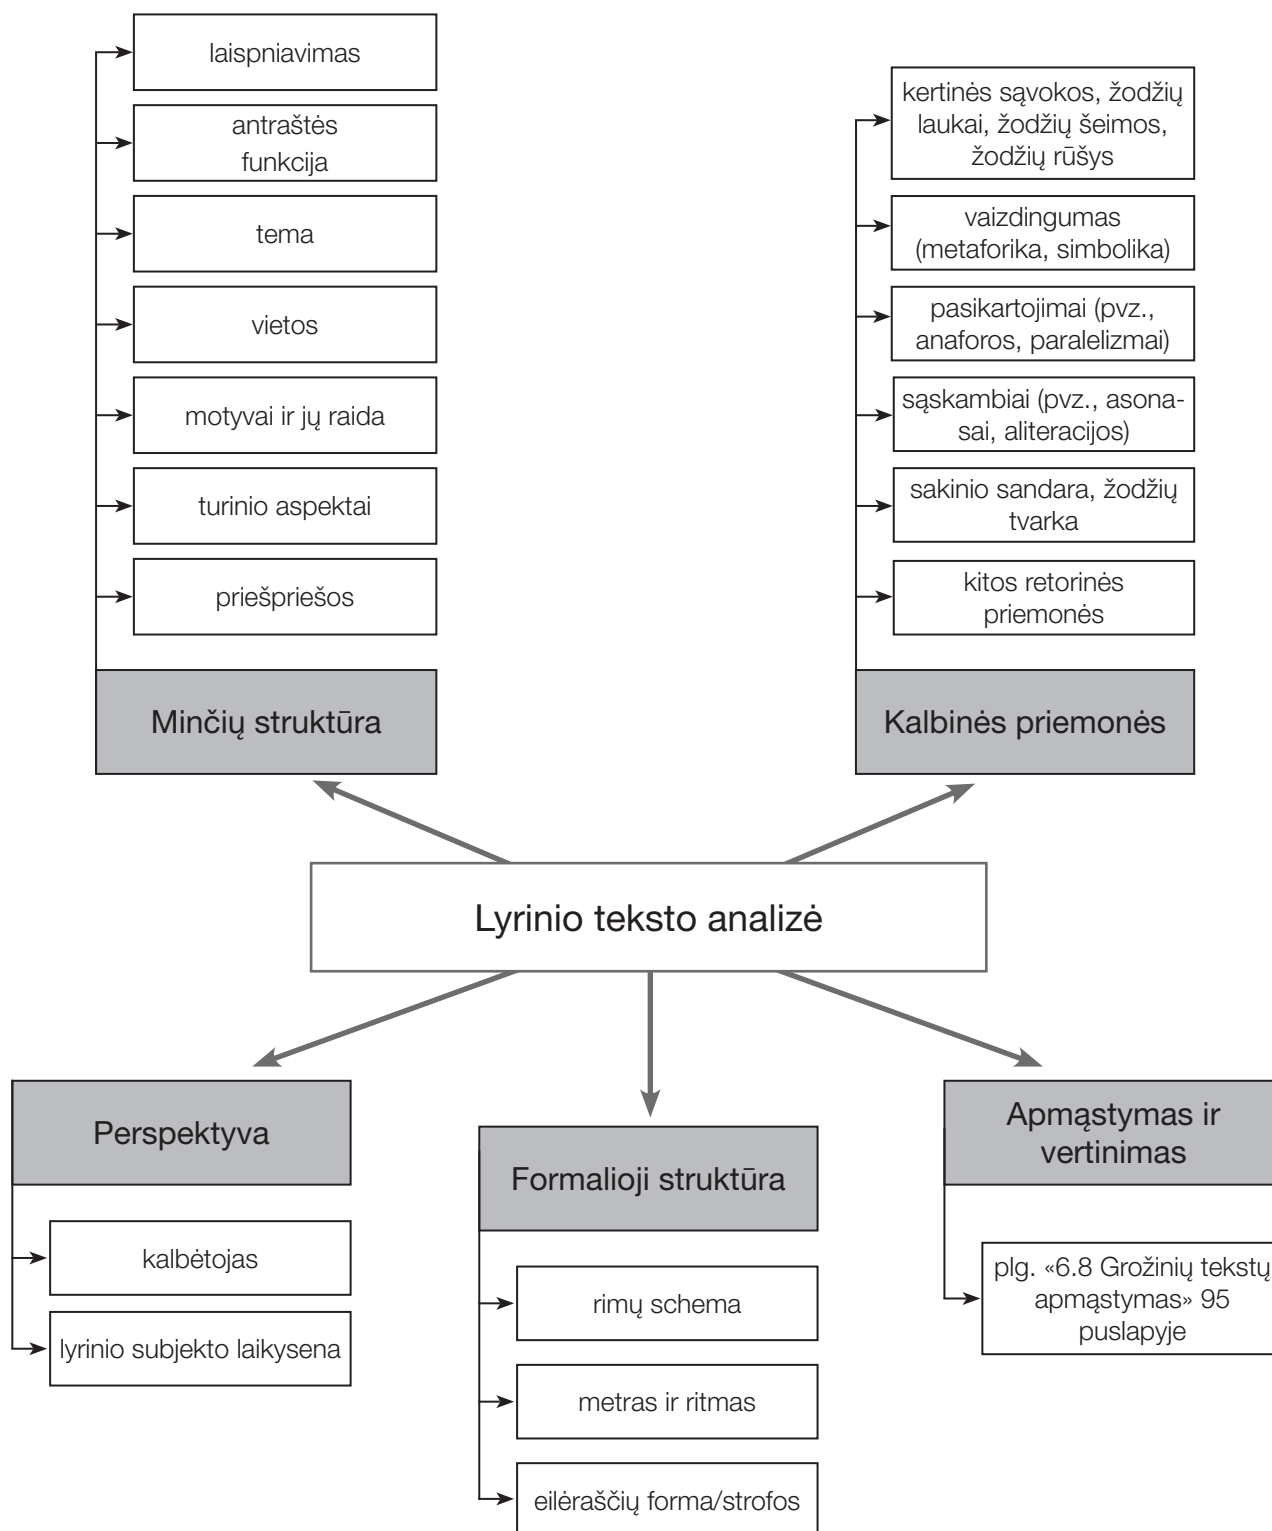 laispniavimas
antraštės
funkcija
tema
vietos
motyvai ir jų raida
turinio aspektai
priešpriešos
Minčių struktūra
kertinės sąvokos, žodžių
laukai, žodžių šeimos,
žodžių rūšys
vaizdingumas
(metaforika, simbolika)
pasikartojimai (pvz.,
anaforos, paralelizmai)
sąskambiai (pvz., asona-
sai, aliteracijos)
sakinio sandara, žodžių
tvarka
kitos retorinės
priemonės
Kalbinės priemonės
Lyrinio teksto analizė
Perspektyva
kalbėtojas
lyrinio subjekto laikysena
Formalioji struktūra
rimų schema
metras ir ritmas
eilėraščių forma/strofos
Apmąstymas ir
vertinimas
plg. «6.8 Grožinių tekstų
apmąstymas» 95
puslapyje